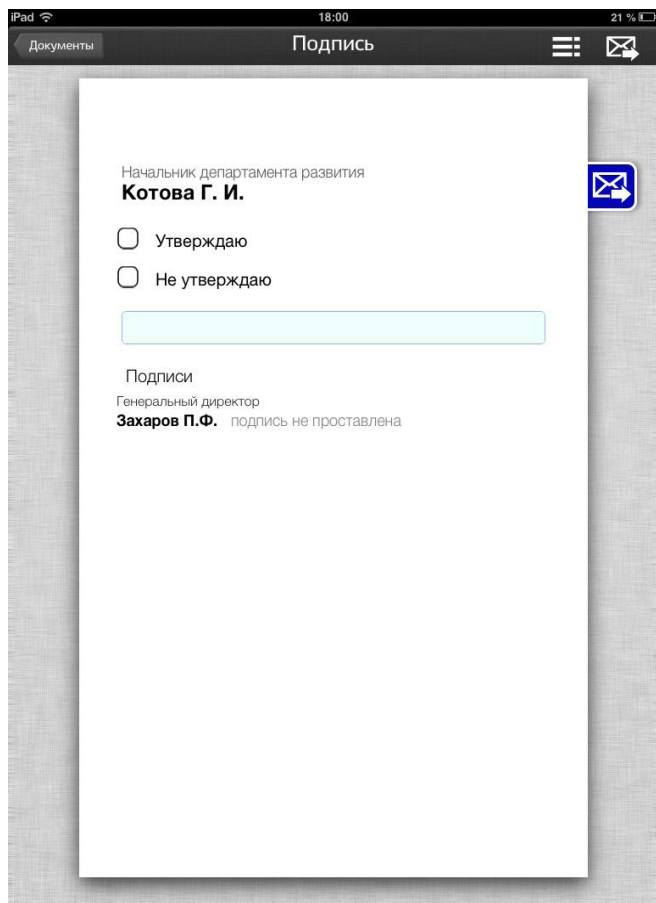 iPad 18:00 21 %
Документы Подпись
Начальник департамента развития
Котова Г. И.
Утверждаю
Не утверждаю
Подписи
Генеральный директор
Захаров П.Ф. подпись не проставлена